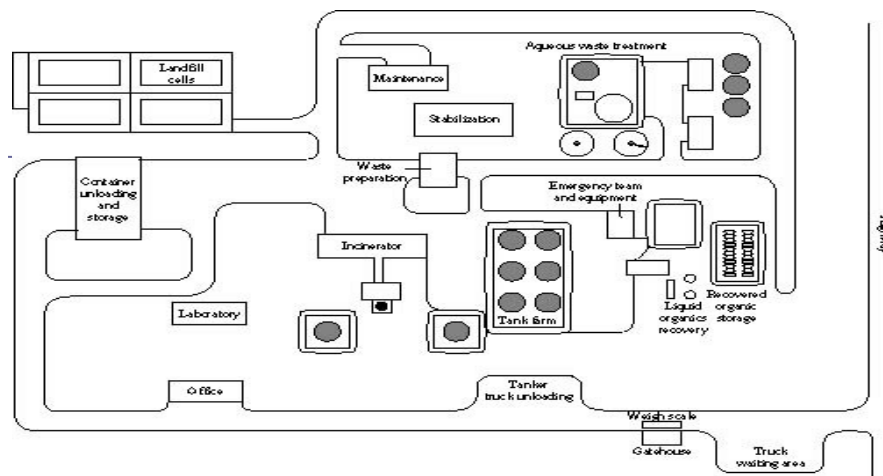 Landfill
cells
Maintenance
Aqueous waste treatment
Stabilization
Waste
preparation
Container
unloading
and
storage
Emergency team
and equipment
Incinerator
Laboratory
Tank farm
Liquid
organics
recovery
Recovered
organic
storage
Office
Tanker
truck unloading
Weigh scale
Gatehouse
Truck
waiting area